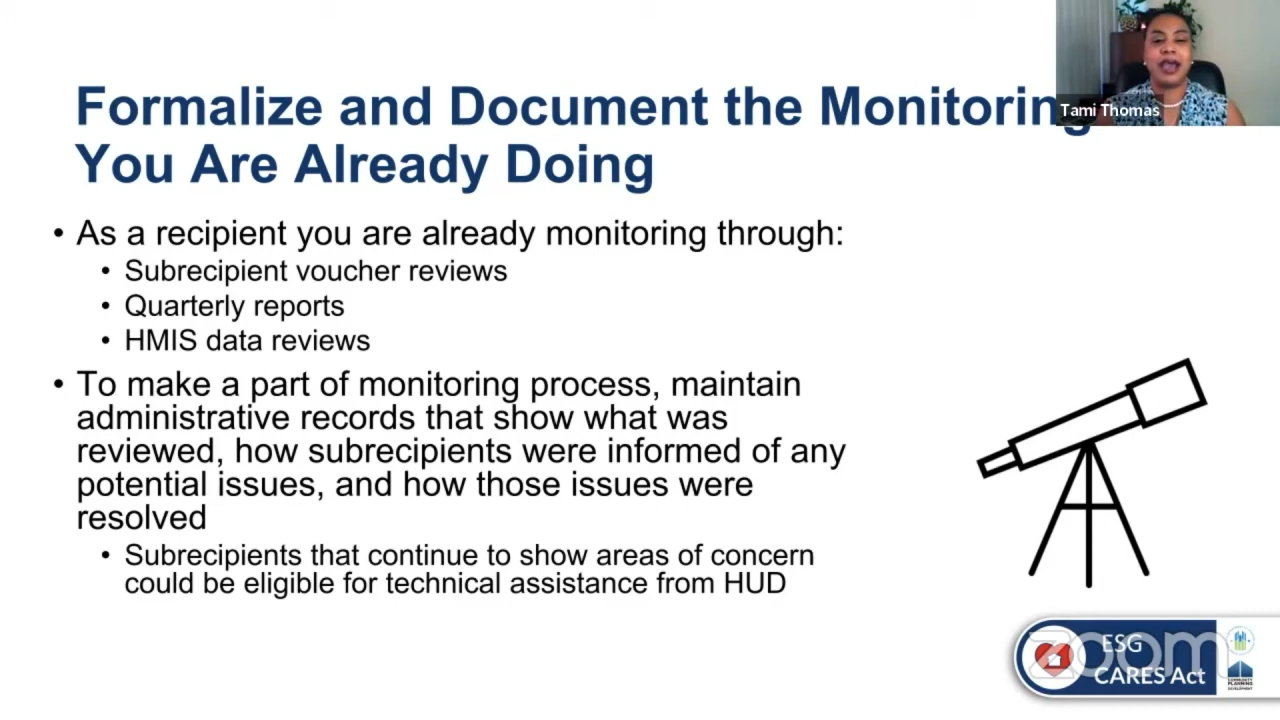 Formalize and Document the Monitoring
You Are Already Doing
Tami Thomas
• As a recipient you are already monitoring through:
• Subrecipient voucher reviews
• Quarterly reports
• HMIS data reviews
• To make a part of monitoring process, maintain
administrative records that show what was
reviewed, how subrecipients were informed of any
potential issues, and how those issues were
resolved
• Subrecipients that continue to show areas of concern
could be eligible for technical assistance from HUD
zoom
ESG
CARES Act
COMMUNITY
PLANNING
DEVELOPMENT